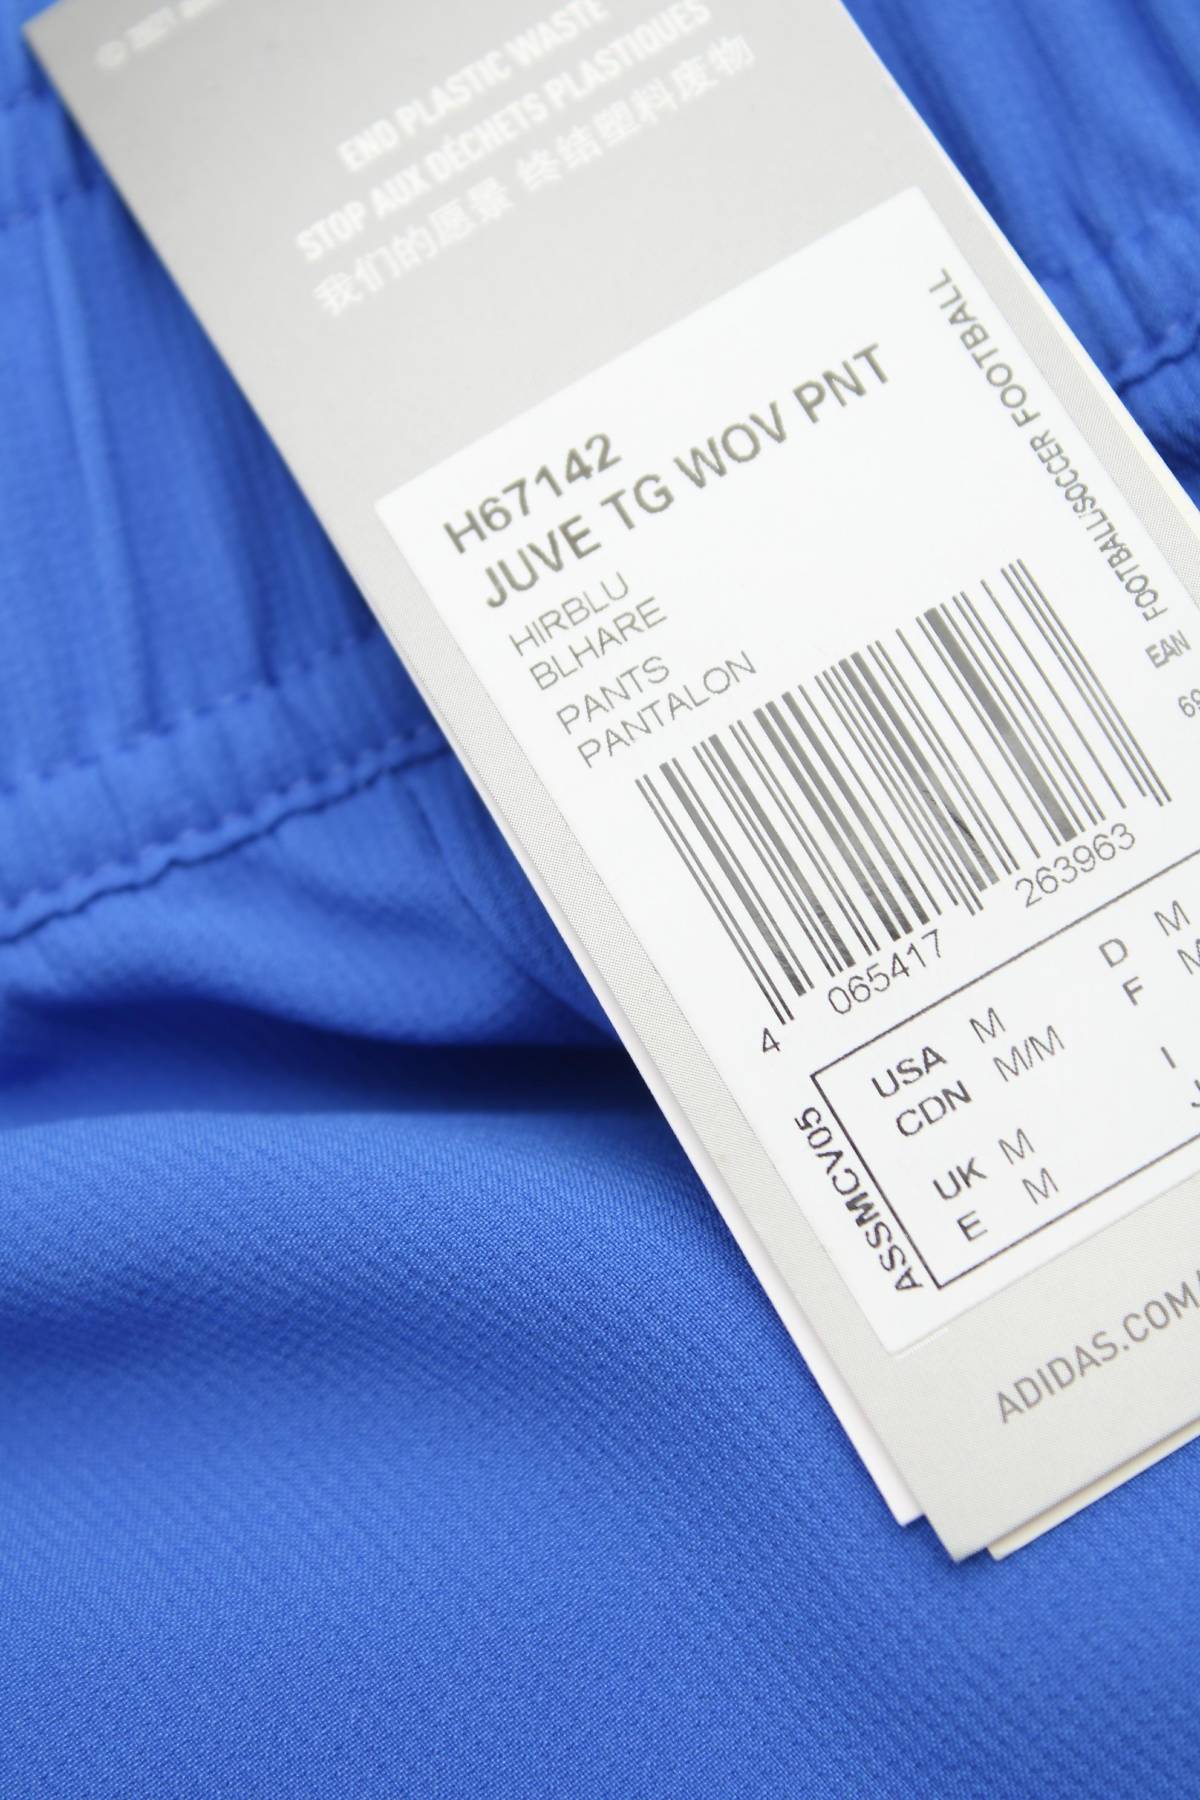 END PLASTIC WASTE
STOP AUX DÉCHETS PLASTIQUES
我们的愿景 终结塑料废物
H67142
JUVE TG WOV PNT
HIRBLU
BLHARE
PANTS
PANTALON
FOOTBALL/SOCCER FOOTBALL
EAN
4 065417 263963
USA M
CDN M/M
UK M
E M
D M
F M
I
J
ASSMCV05
ADIDAS.COM/